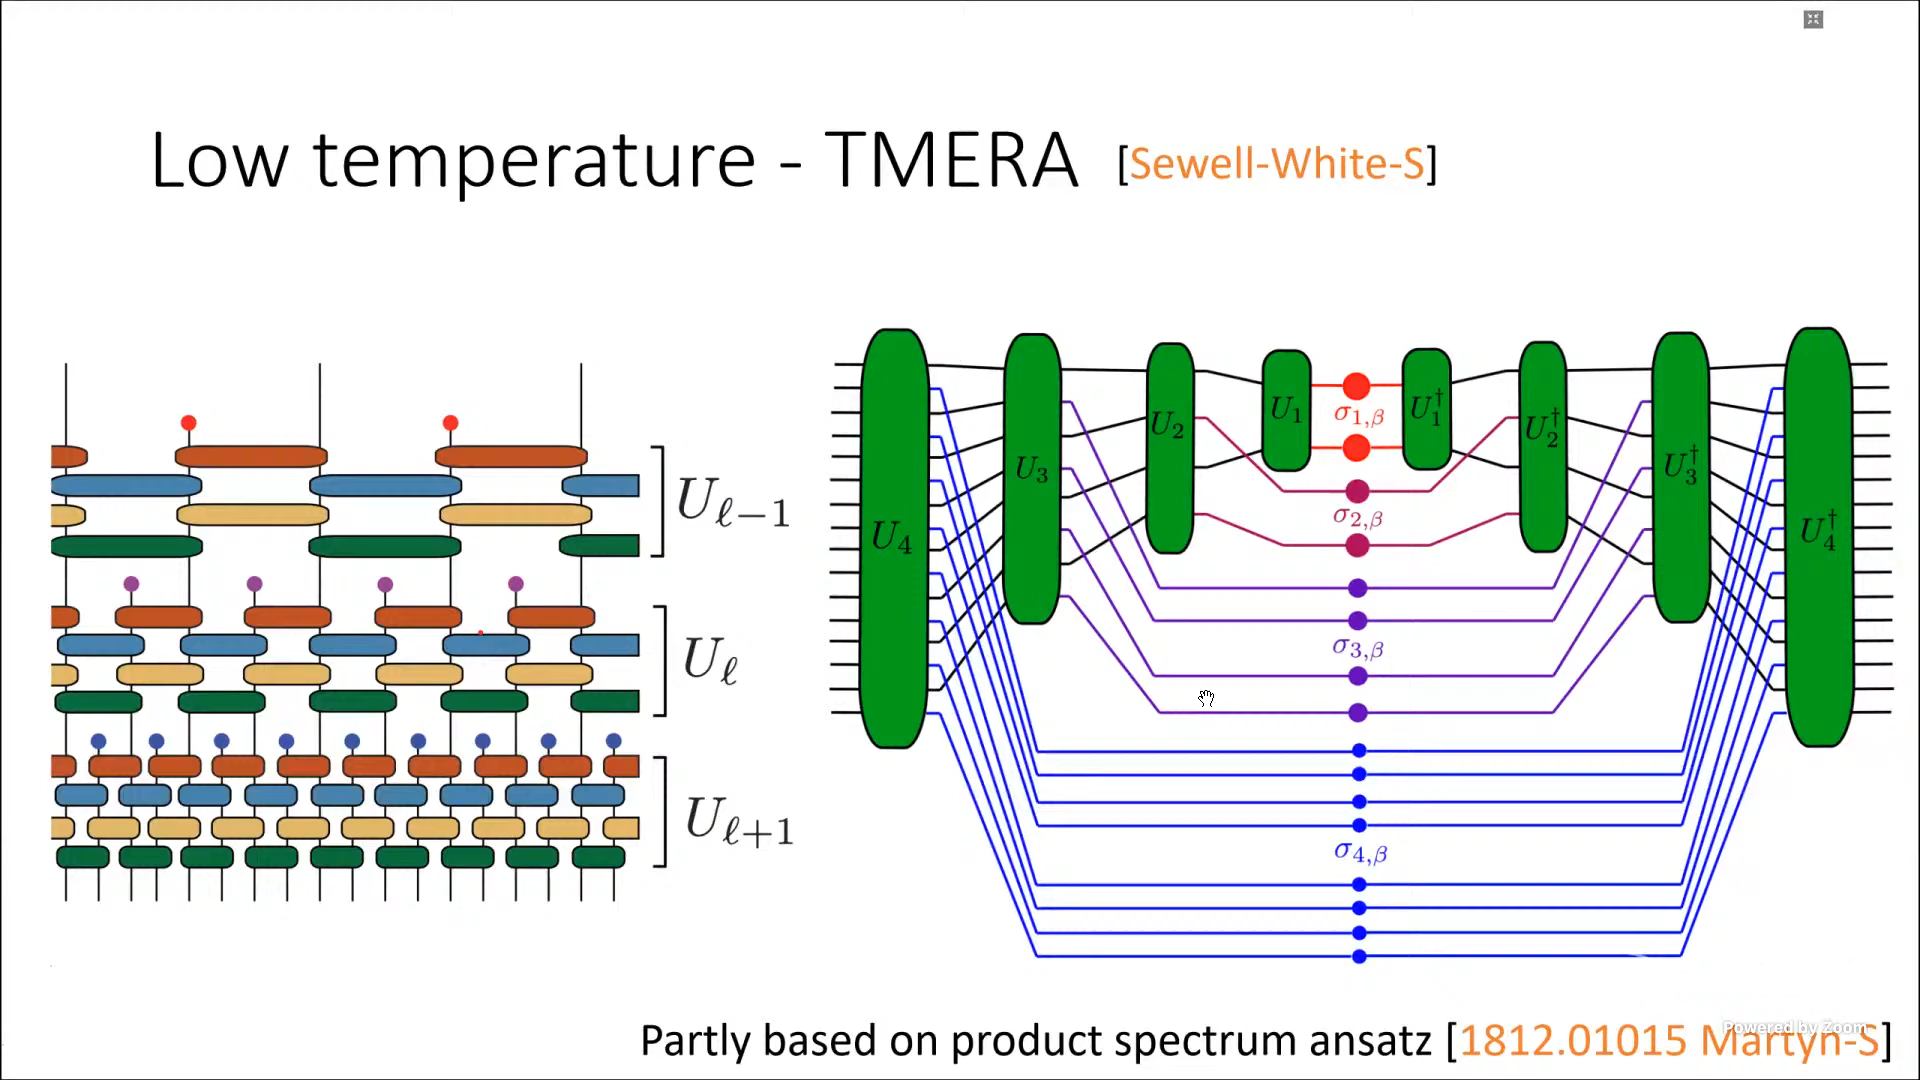 Low temperature - TMERA [Sewell-White-S]
U_{ℓ−1}
U_ℓ
U_{ℓ+1}
U_4
U_3
U_2
U_1
σ_{1,β}
U_1^†
U_2^†
U_3^†
U_4^†
σ_{2,β}
σ_{3,β}
σ_{4,β}
Partly based on product spectrum ansatz [1812.01015 Martyn-S]
Powered by Zoom